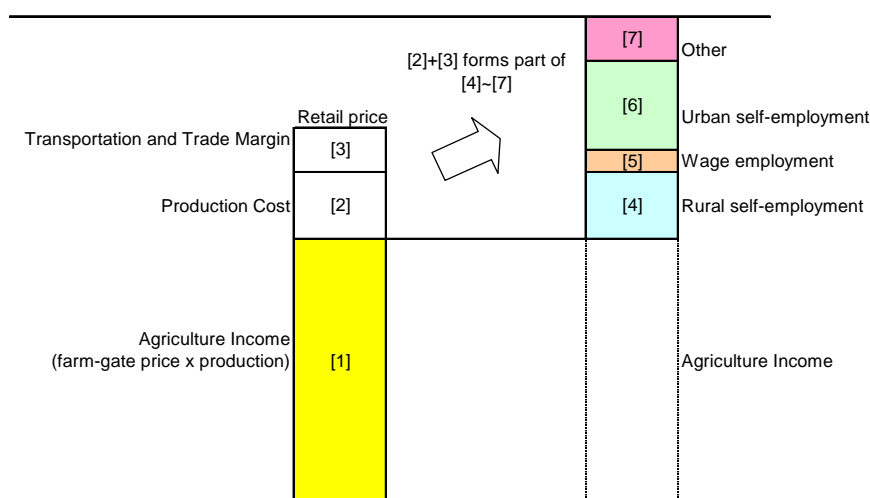 [7]
Other
[2]+[3] forms part of
[4]~[7]
[6]
Retail price
Urban self-employment
Transportation and Trade Margin
[3]
[5]
Wage employment
Production Cost
[2]
[4]
Rural self-employment
Agriculture Income
(farm-gate price x production)
[1]
Agriculture Income